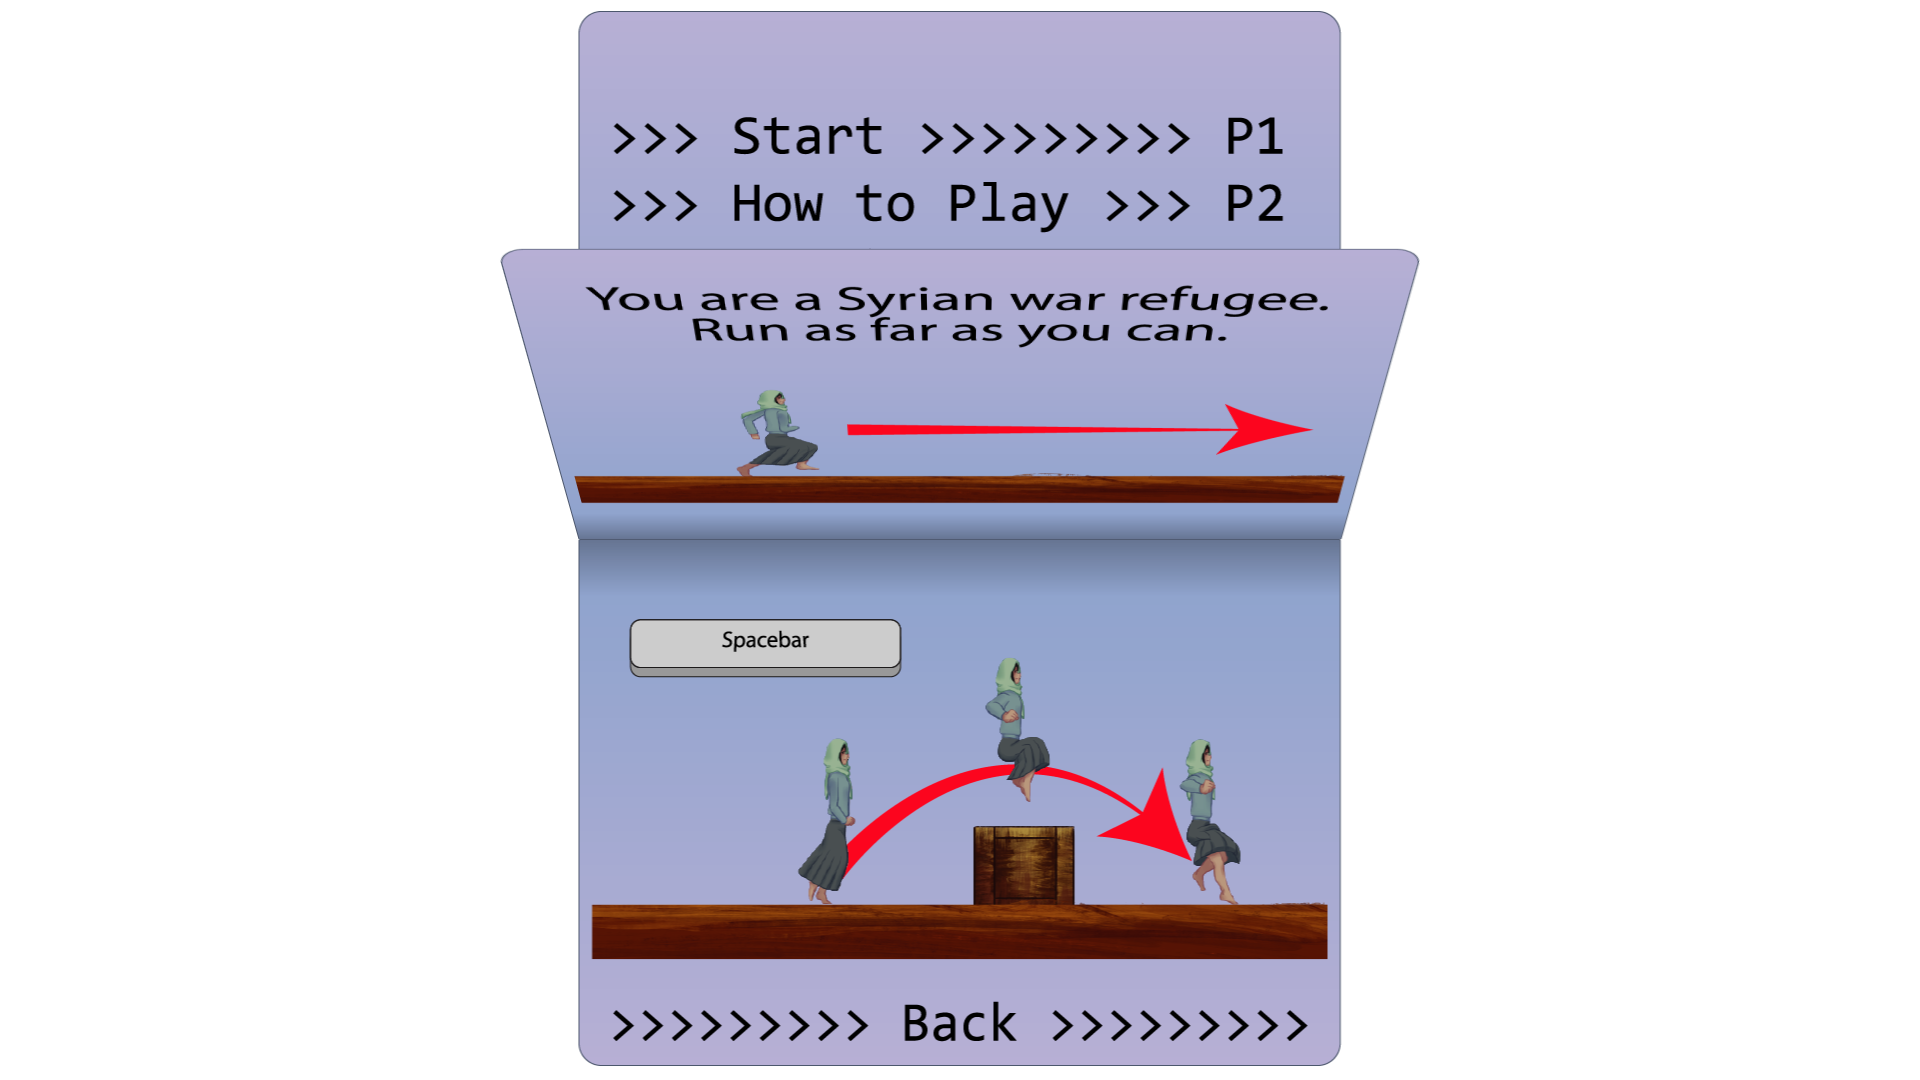 >>> Start >>>>>>>>> P1
>>> How to Play >>> P2
You are a Syrian war refugee.
Run as far as you can.
Spacebar
>>>>>>>>> Back >>>>>>>>>